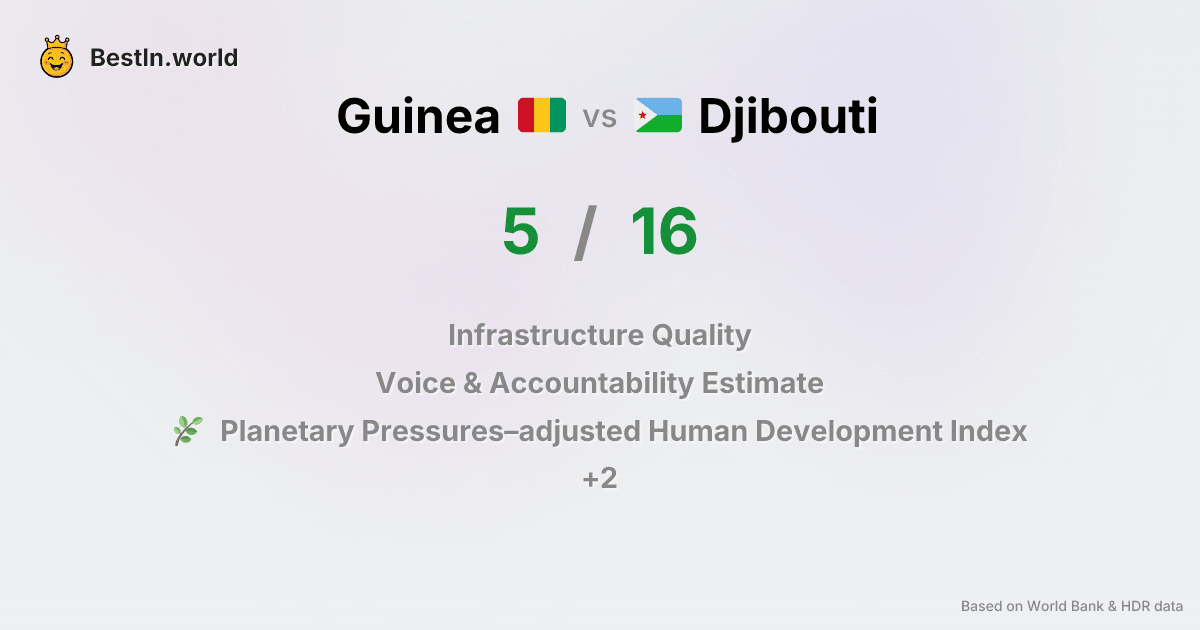 BestIn.world
Guinea vs Djibouti
5 / 16
Infrastructure Quality
Voice & Accountability Estimate
Planetary Pressures–adjusted Human Development Index
+2
Based on World Bank & HDR data